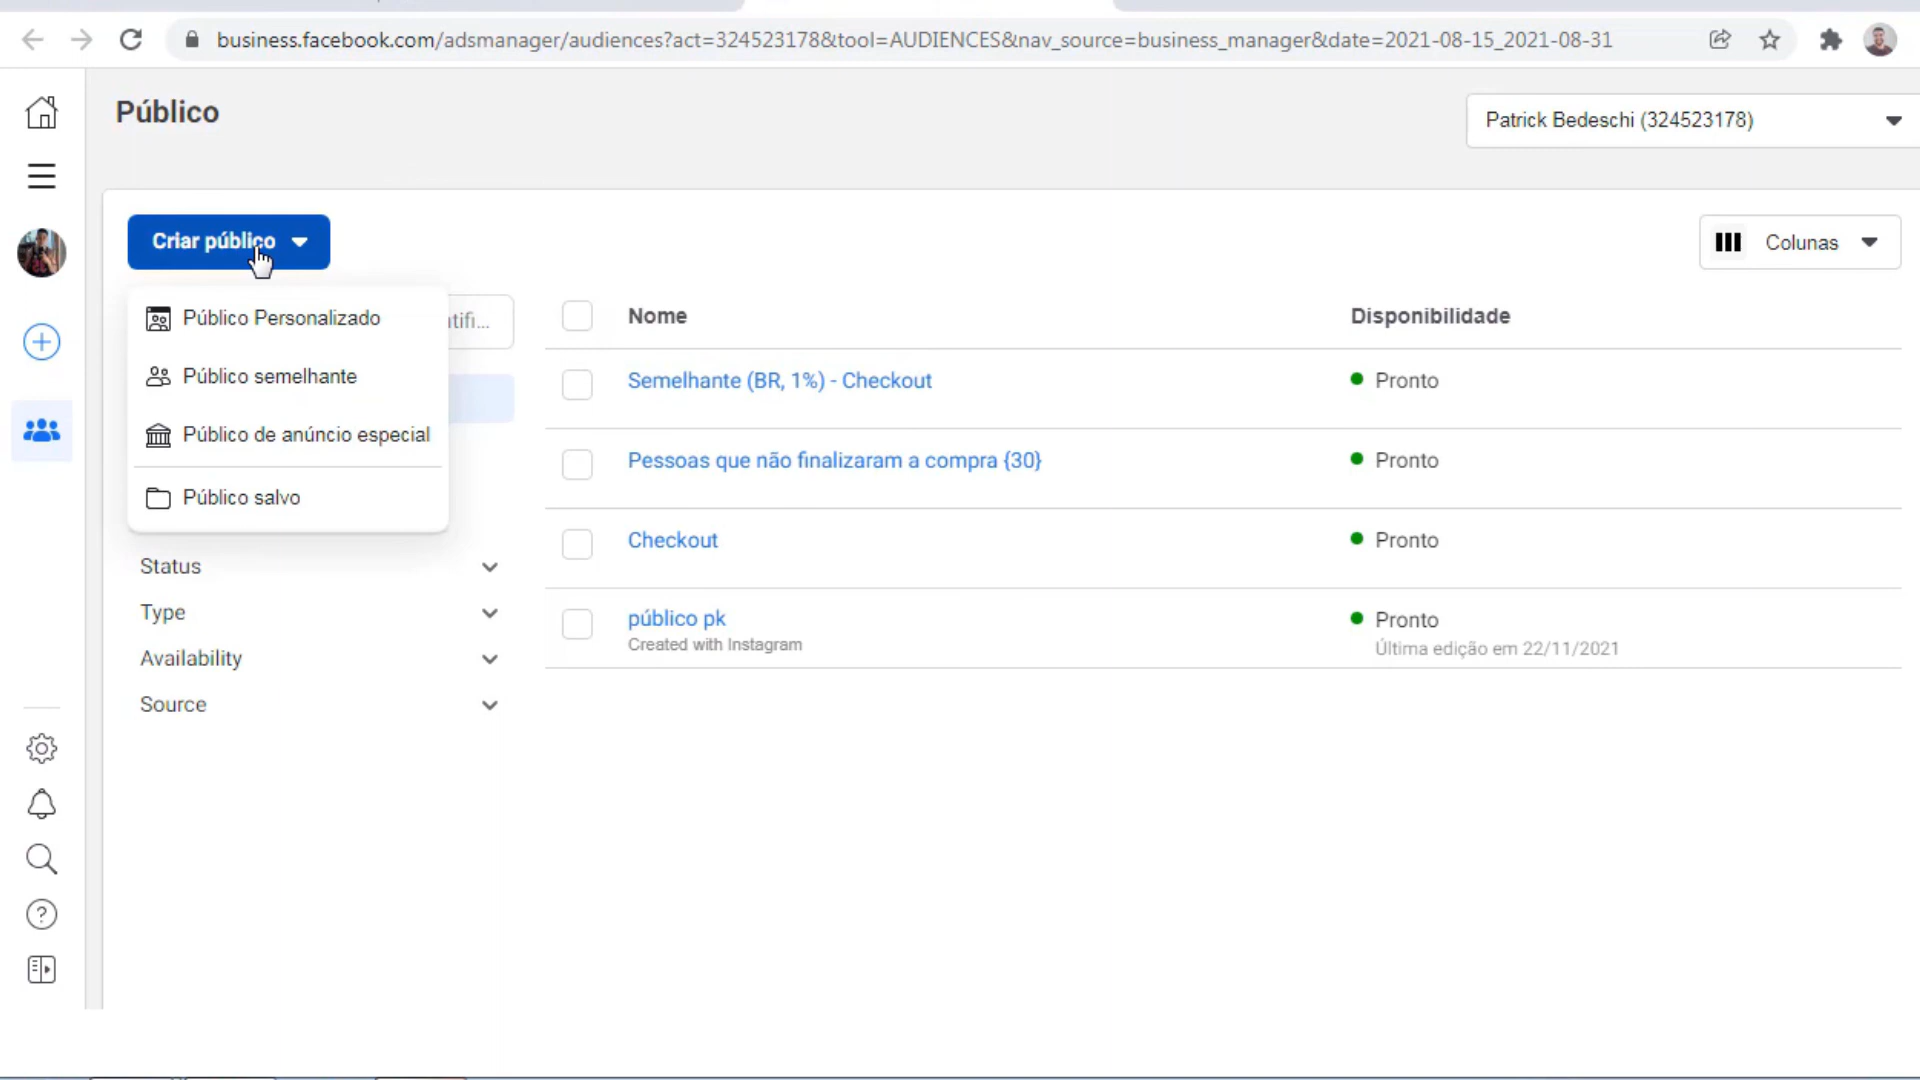 business.facebook.com/adsmanager/audiences?act=324523178&tool=AUDIENCES&nav_source=business_manager&date=2021-08-15_2021-08-31
Público
Patrick Bedeschi (324523178)
Criar público
Colunas
Público Personalizado
Público semelhante
Público de anúncio especial
Público salvo
Status
Type
Availability
Source
Nome
Disponibilidade
Semelhante (BR, 1%) - Checkout
Pronto
Pessoas que não finalizaram a compra {30}
Pronto
Checkout
Pronto
público pk
Pronto
Created with Instagram
Última edição em 22/11/2021